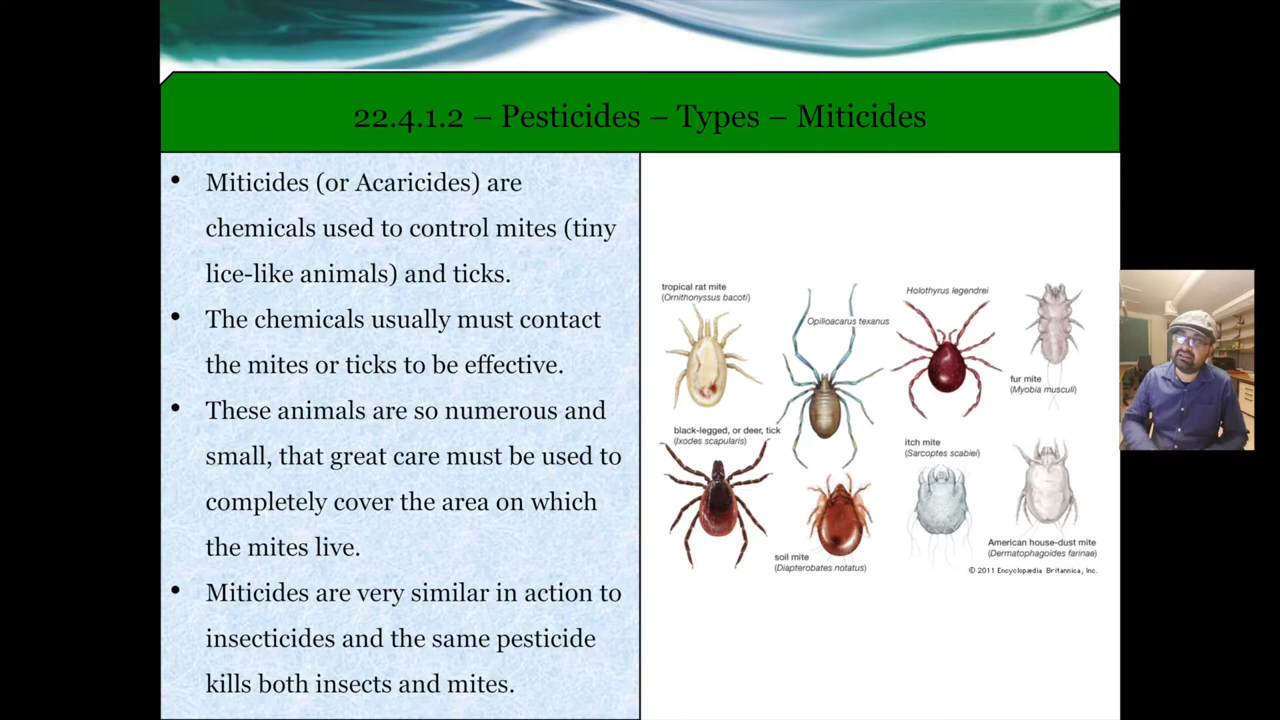 22.4.1.2 – Pesticides – Types – Miticides
• Miticides (or Acaricides) are
chemicals used to control mites (tiny
lice-like animals) and ticks.
• The chemicals usually must contact
the mites or ticks to be effective.
• These animals are so numerous and
small, that great care must be used to
completely cover the area on which
the mites live.
• Miticides are very similar in action to
insecticides and the same pesticide
kills both insects and mites.
tropical rat mite
(Ornithonyssus bacoti)
Opilioacarus texanus
Holothyrus legendrei
fur mite
(Myobia musculi)
black-legged, or deer, tick
(Ixodes scapularis)
soil mite
(Diapterobates notatus)
itch mite
(Sarcoptes scabiei)
American house-dust mite
(Dermatophagoides farinae)
© 2011 Encyclopædia Britannica, Inc.